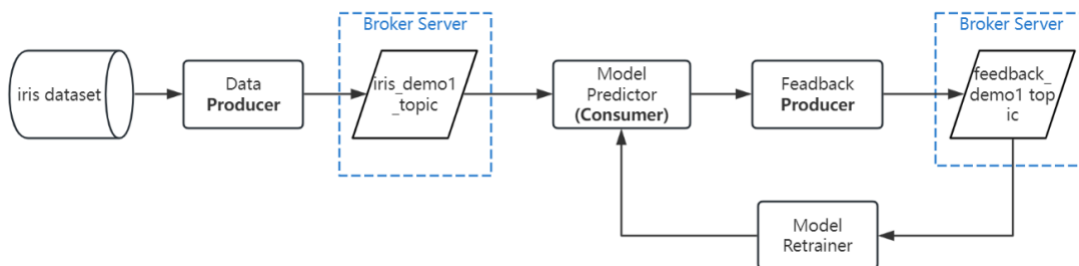 Broker Server
Broker Server
iris dataset
Data
Producer
iris_demo1
_topic
Model
Predictor
(Consumer)
Feadback
Producer
feedback_
demo1 top
ic
Model
Retrainer